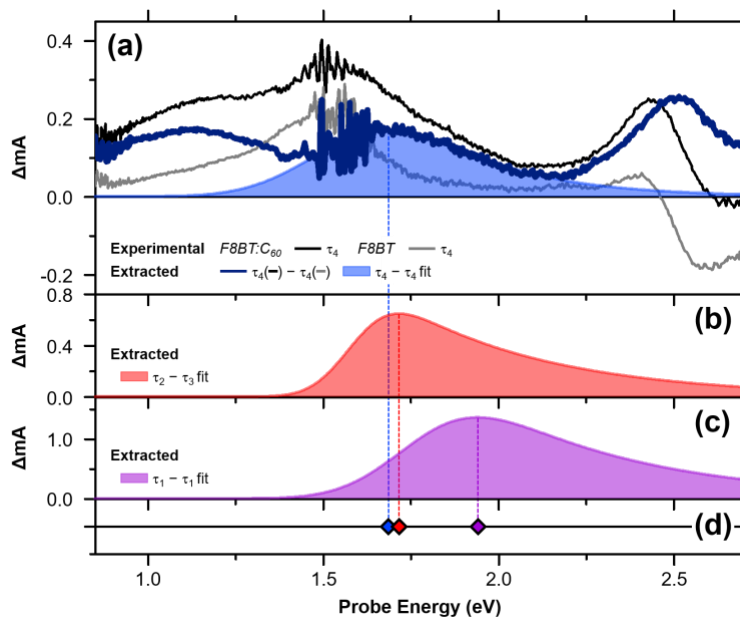 (a)
0.4
0.2
0.0
-0.2
ΔmA
Experimental F8BT:C₆₀ — τ₄ F8BT — τ₄
Extracted — τ₄(–) – τ₄(–) τ₄ – τ₄ fit
(b)
0.8
0.4
0.0
ΔmA
Extracted
τ₂ – τ₃ fit
(c)
1.0
0.0
ΔmA
Extracted
τ₁ – τ₁ fit
(d)
1.0 1.5 2.0 2.5
Probe Energy (eV)